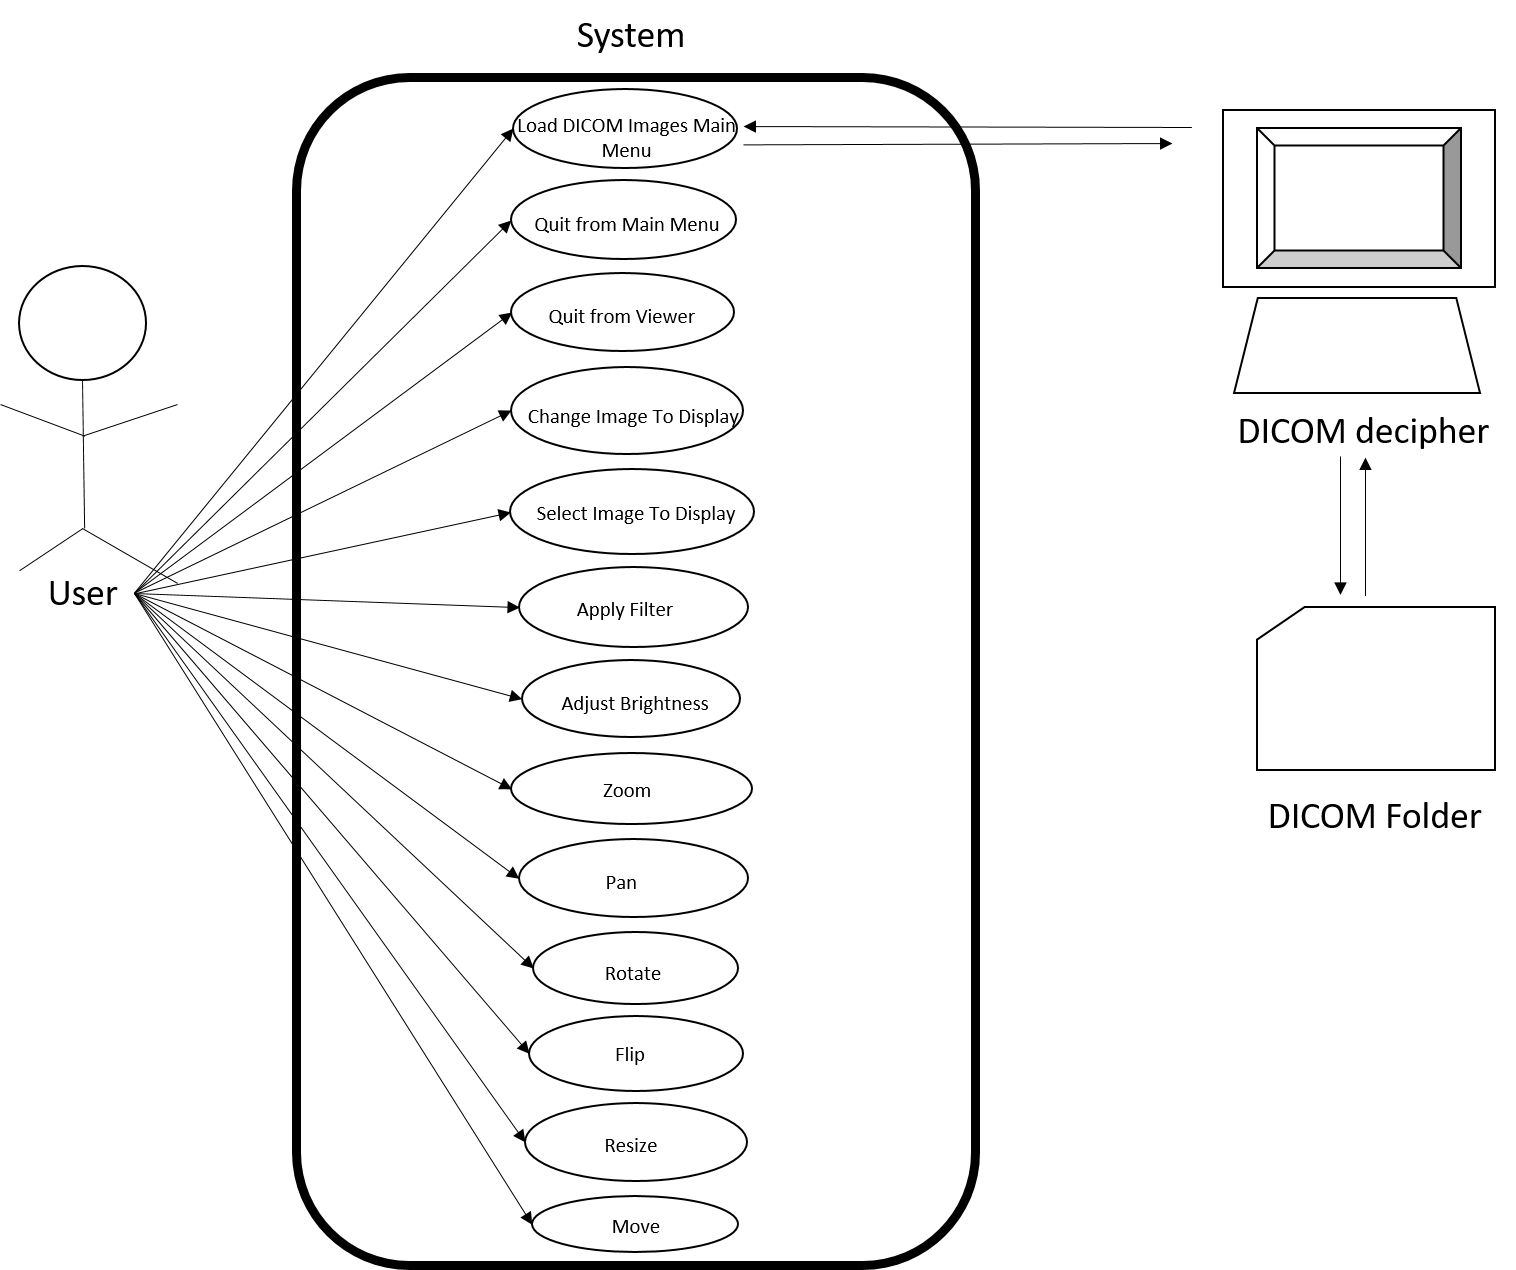 System
Load DICOM Images Main
Menu
Quit from Main Menu
Quit from Viewer
Change Image To Display
Select Image To Display
Apply Filter
Adjust Brightness
Zoom
Pan
Rotate
Flip
Resize
Move
User
DICOM decipher
DICOM Folder